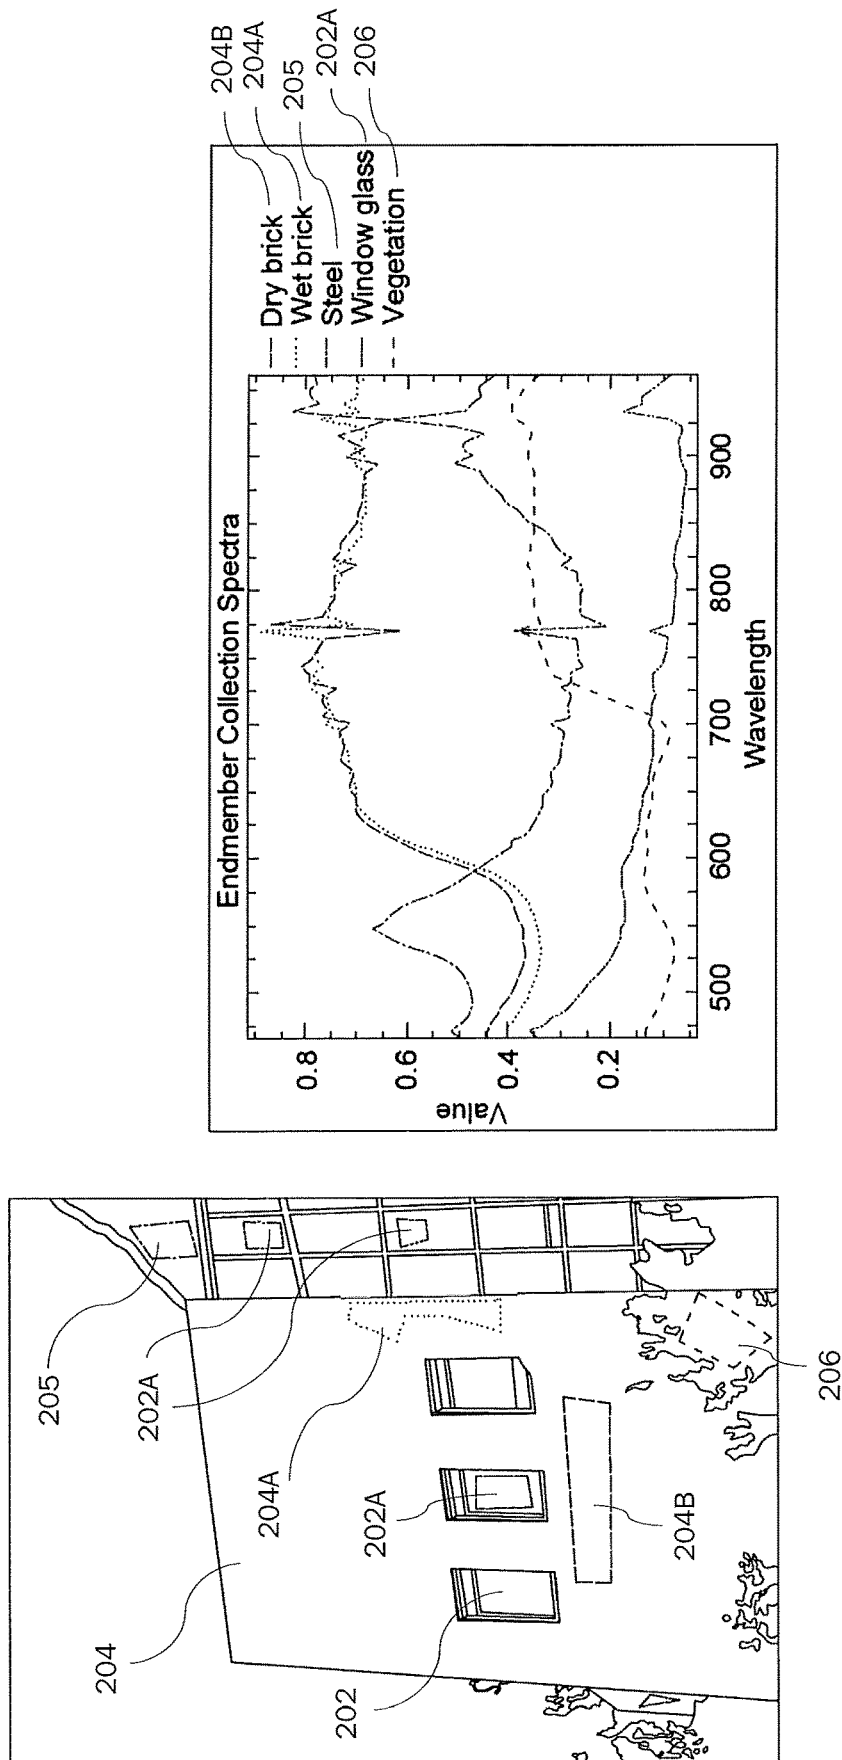 204B
204A
205
202A
206
Endmember Collection Spectra
Dry brick
Wet brick
Steel
Window glass
Vegetation
Value
0.8
0.6
0.4
0.2
500
600
700
800
900
Wavelength
205
202A
204A
204
202A
202
204B
206